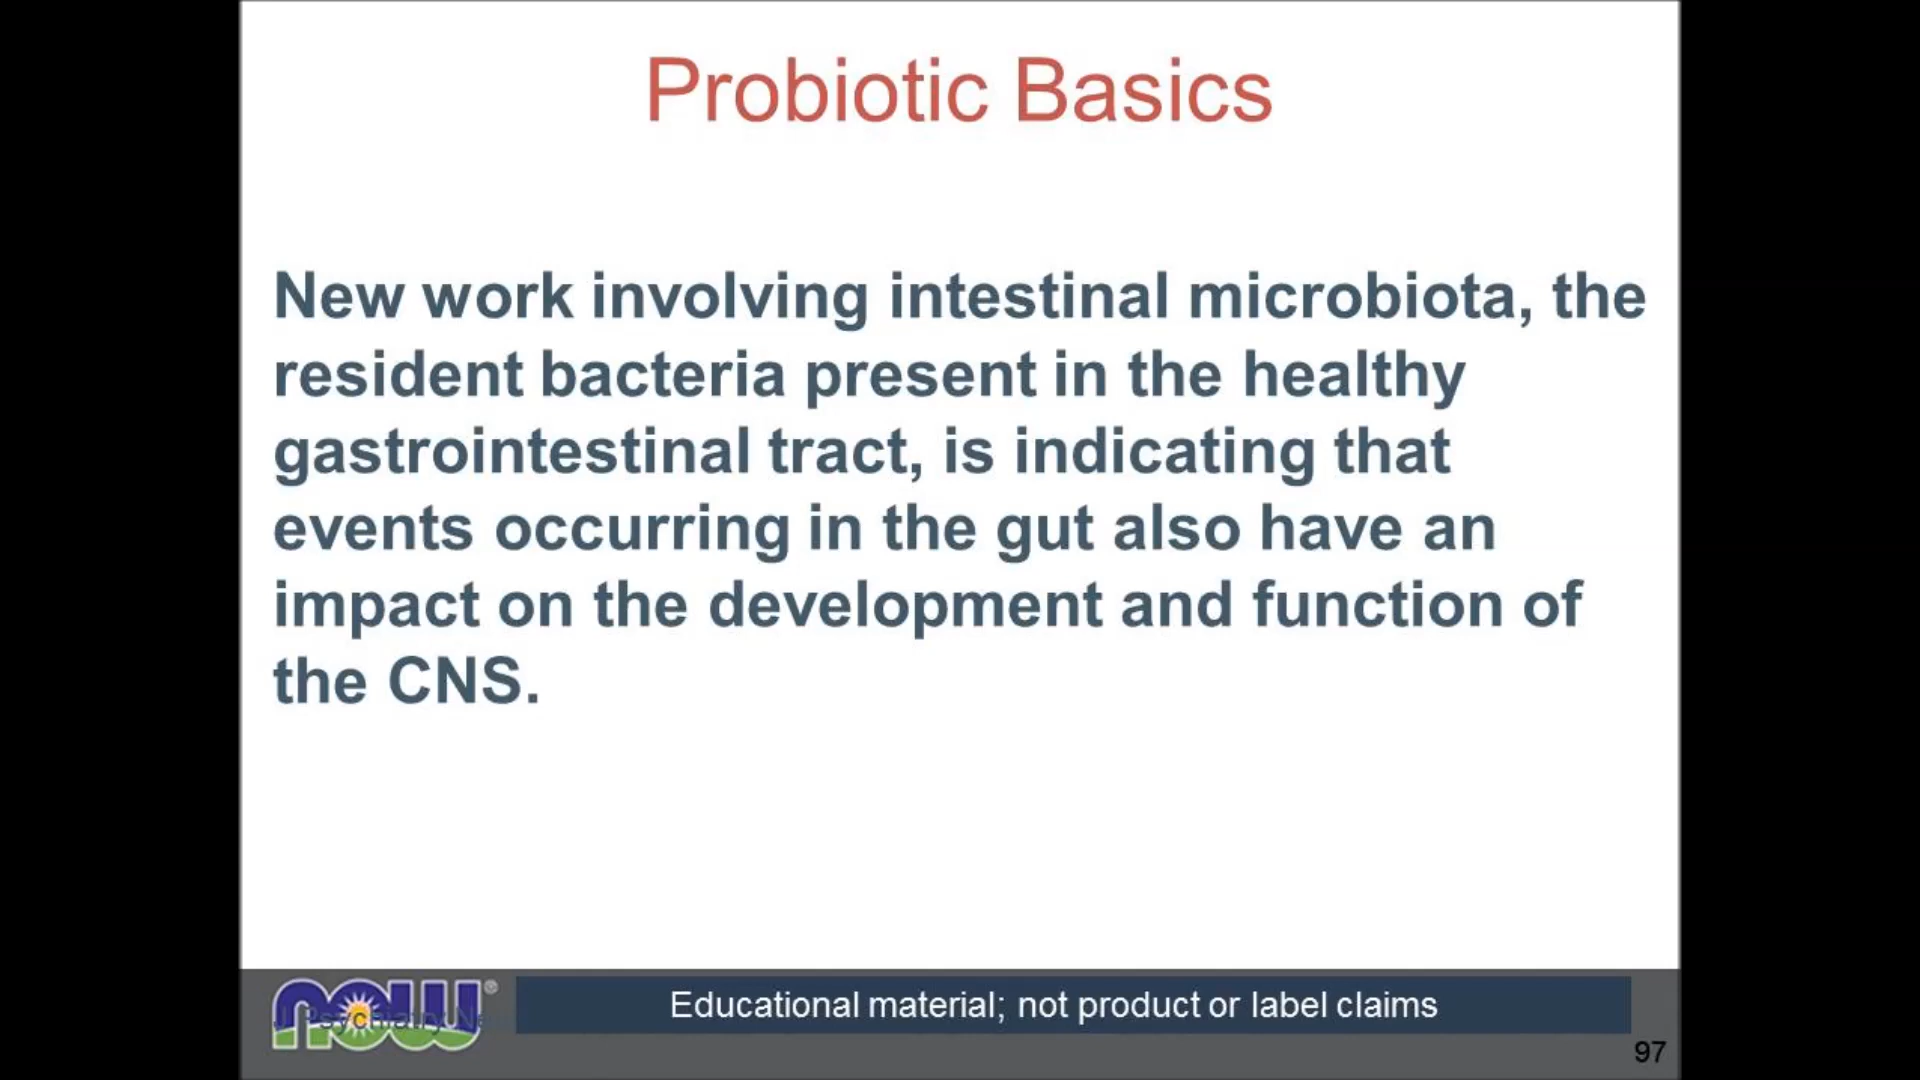 Probiotic Basics
New work involving intestinal microbiota, the
resident bacteria present in the healthy
gastrointestinal tract, is indicating that
events occurring in the gut also have an
impact on the development and function of
the CNS.
now®
Psychiatry
Educational material; not product or label claims
97